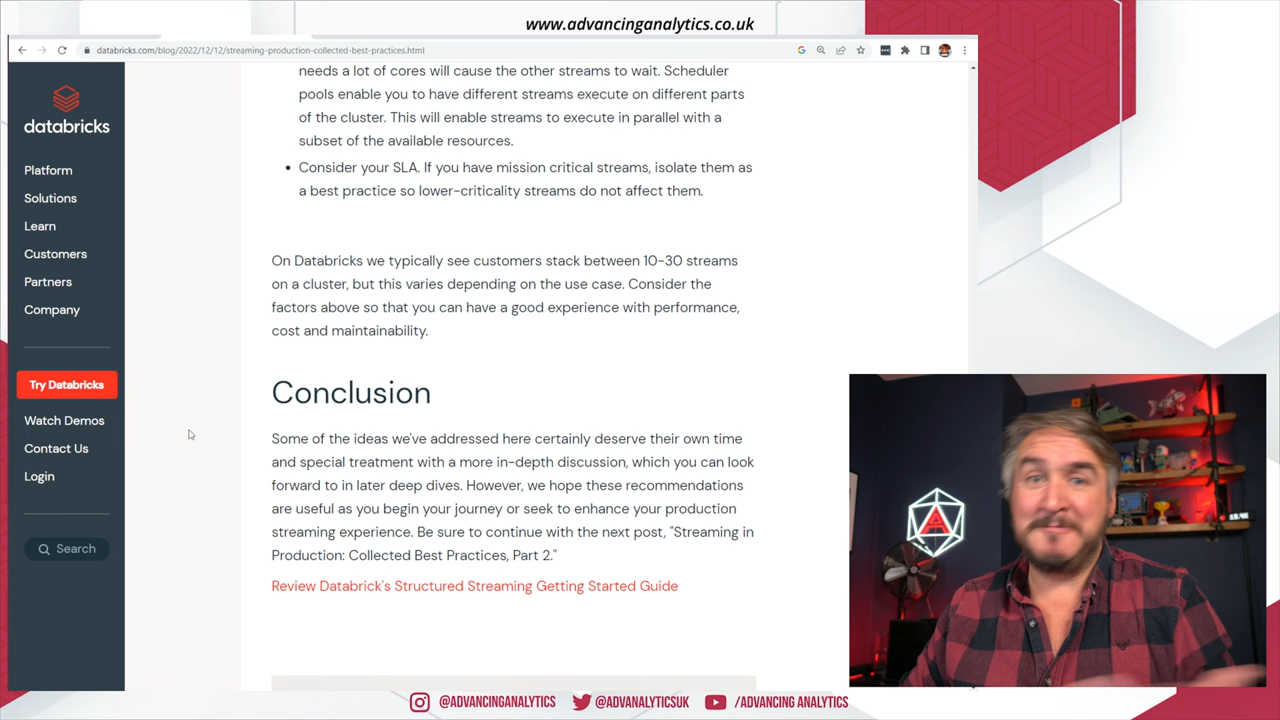 www.advancinganalytics.co.uk
databricks.com/blog/2022/12/12/streaming-production-collected-best-practices.html
databricks
Platform
Solutions
Learn
Customers
Partners
Company
Try Databricks
Watch Demos
Contact Us
Login
Search
needs a lot of cores will cause the other streams to wait. Scheduler
pools enable you to have different streams execute on different parts
of the cluster. This will enable streams to execute in parallel with a
subset of the available resources.
• Consider your SLA. If you have mission critical streams, isolate them as
a best practice so lower-criticality streams do not affect them.
On Databricks we typically see customers stack between 10-30 streams
on a cluster, but this varies depending on the use case. Consider the
factors above so that you can have a good experience with performance,
cost and maintainability.
Conclusion
Some of the ideas we've addressed here certainly deserve their own time
and special treatment with a more in-depth discussion, which you can look
forward to in later deep dives. However, we hope these recommendations
are useful as you begin your journey or seek to enhance your production
streaming experience. Be sure to continue with the next post, "Streaming in
Production: Collected Best Practices, Part 2."
Review Databrick's Structured Streaming Getting Started Guide
@ADVANCINGANALYTICS
@ADVANALYTICSUK
/ADVANCING ANALYTICS